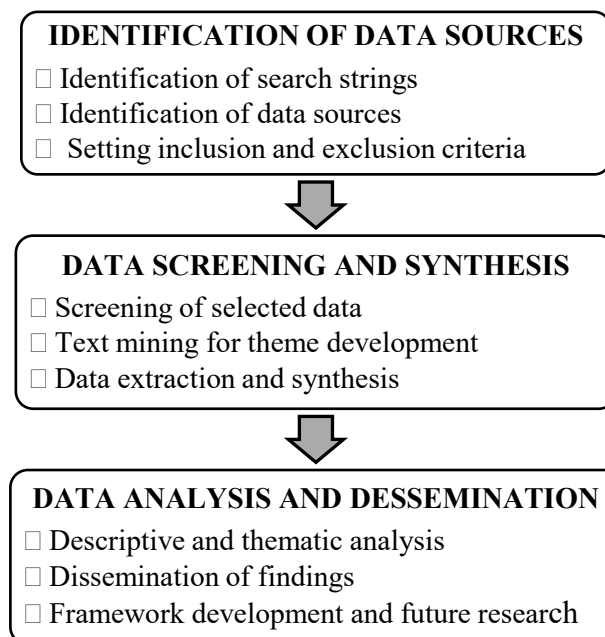 IDENTIFICATION OF DATA SOURCES
□ Identification of search strings
□ Identification of data sources
□ Setting inclusion and exclusion criteria
DATA SCREENING AND SYNTHESIS
□ Screening of selected data
□ Text mining for theme development
□ Data extraction and synthesis
DATA ANALYSIS AND DESSEMINATION
□ Descriptive and thematic analysis
□ Dissemination of findings
□ Framework development and future research